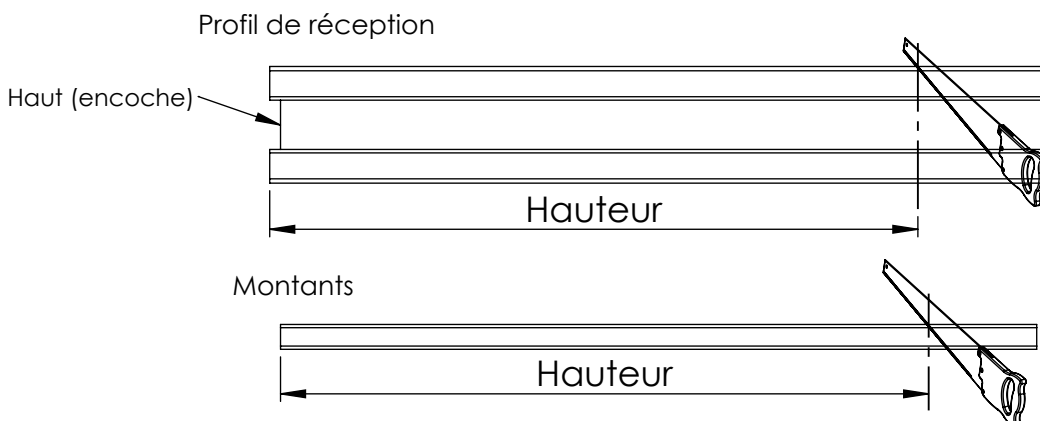 Profil de réception
Haut (encoche)
Hauteur
Montants
Hauteur